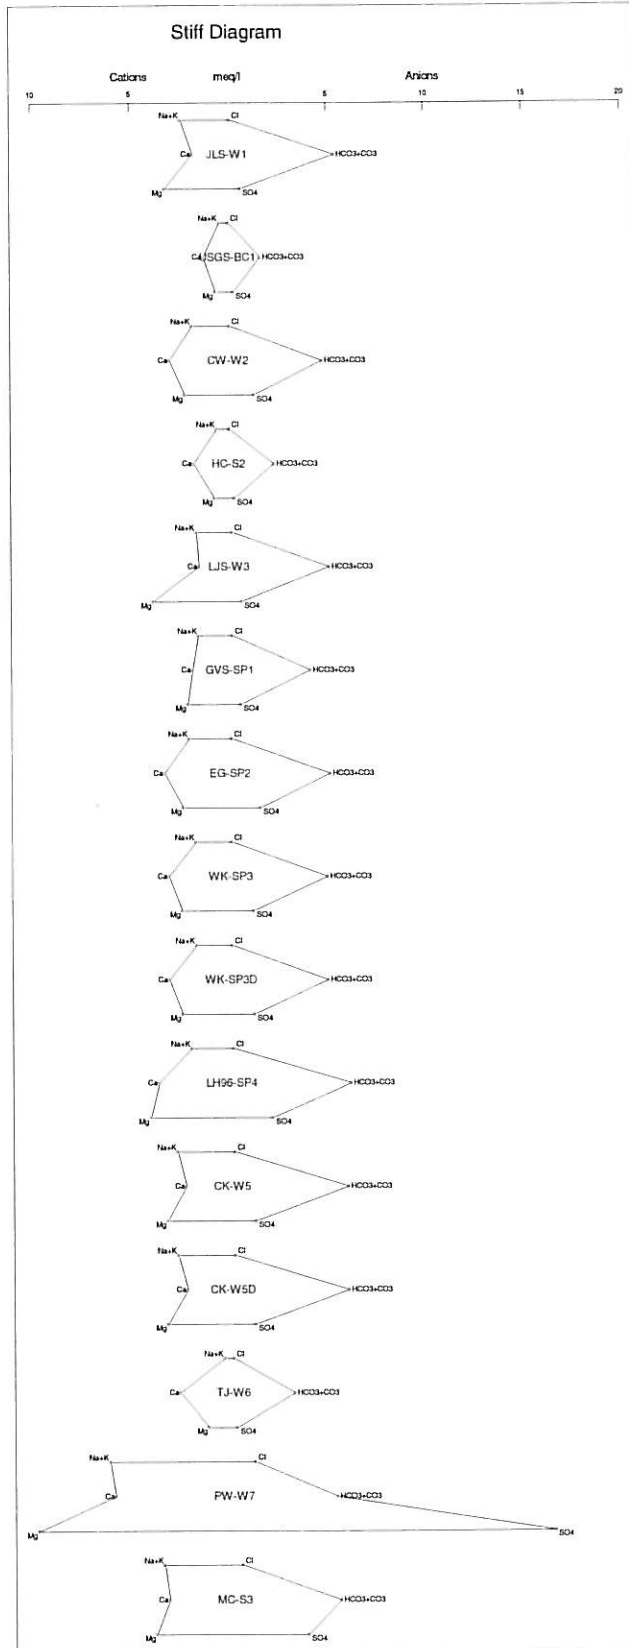 Stiff Diagram
Cations meq/l Anions
10 5 5 10 15 20
Na+K Cl
Ca JLS-W1 HCO3+CO3
Mg SO4
Na+K Cl
Ca USGS-BC1 HCO3+CO3
Mg SO4
Na+K Cl
Ca CW-W2 HCO3+CO3
Mg SO4
Na+K Cl
Ca HC-S2 HCO3+CO3
Mg SO4
Na+K Cl
Ca LJS-W3 HCO3+CO3
Mg SO4
Na+K Cl
Ca GVS-SP1 HCO3+CO3
Mg SO4
Na+K Cl
Ca EG-SP2 HCO3+CO3
Mg SO4
Na+K Cl
Ca WK-SP3 HCO3+CO3
Mg SO4
Na+K Cl
Ca WK-SP3D HCO3+CO3
Mg SO4
Na+K Cl
Ca LH96-SP4 HCO3+CO3
Mg SO4
Na+K Cl
Ca CK-W5 HCO3+CO3
Mg SO4
Na+K Cl
Ca CK-W5D HCO3+CO3
Mg SO4
Na+K Cl
Ca TJ-W6 HCO3+CO3
Mg SO4
Na+K Cl
Ca PW-W7 HCO3+CO3
Mg SO4
Na+K Cl
Ca MC-S3 HCO3+CO3
Mg SO4